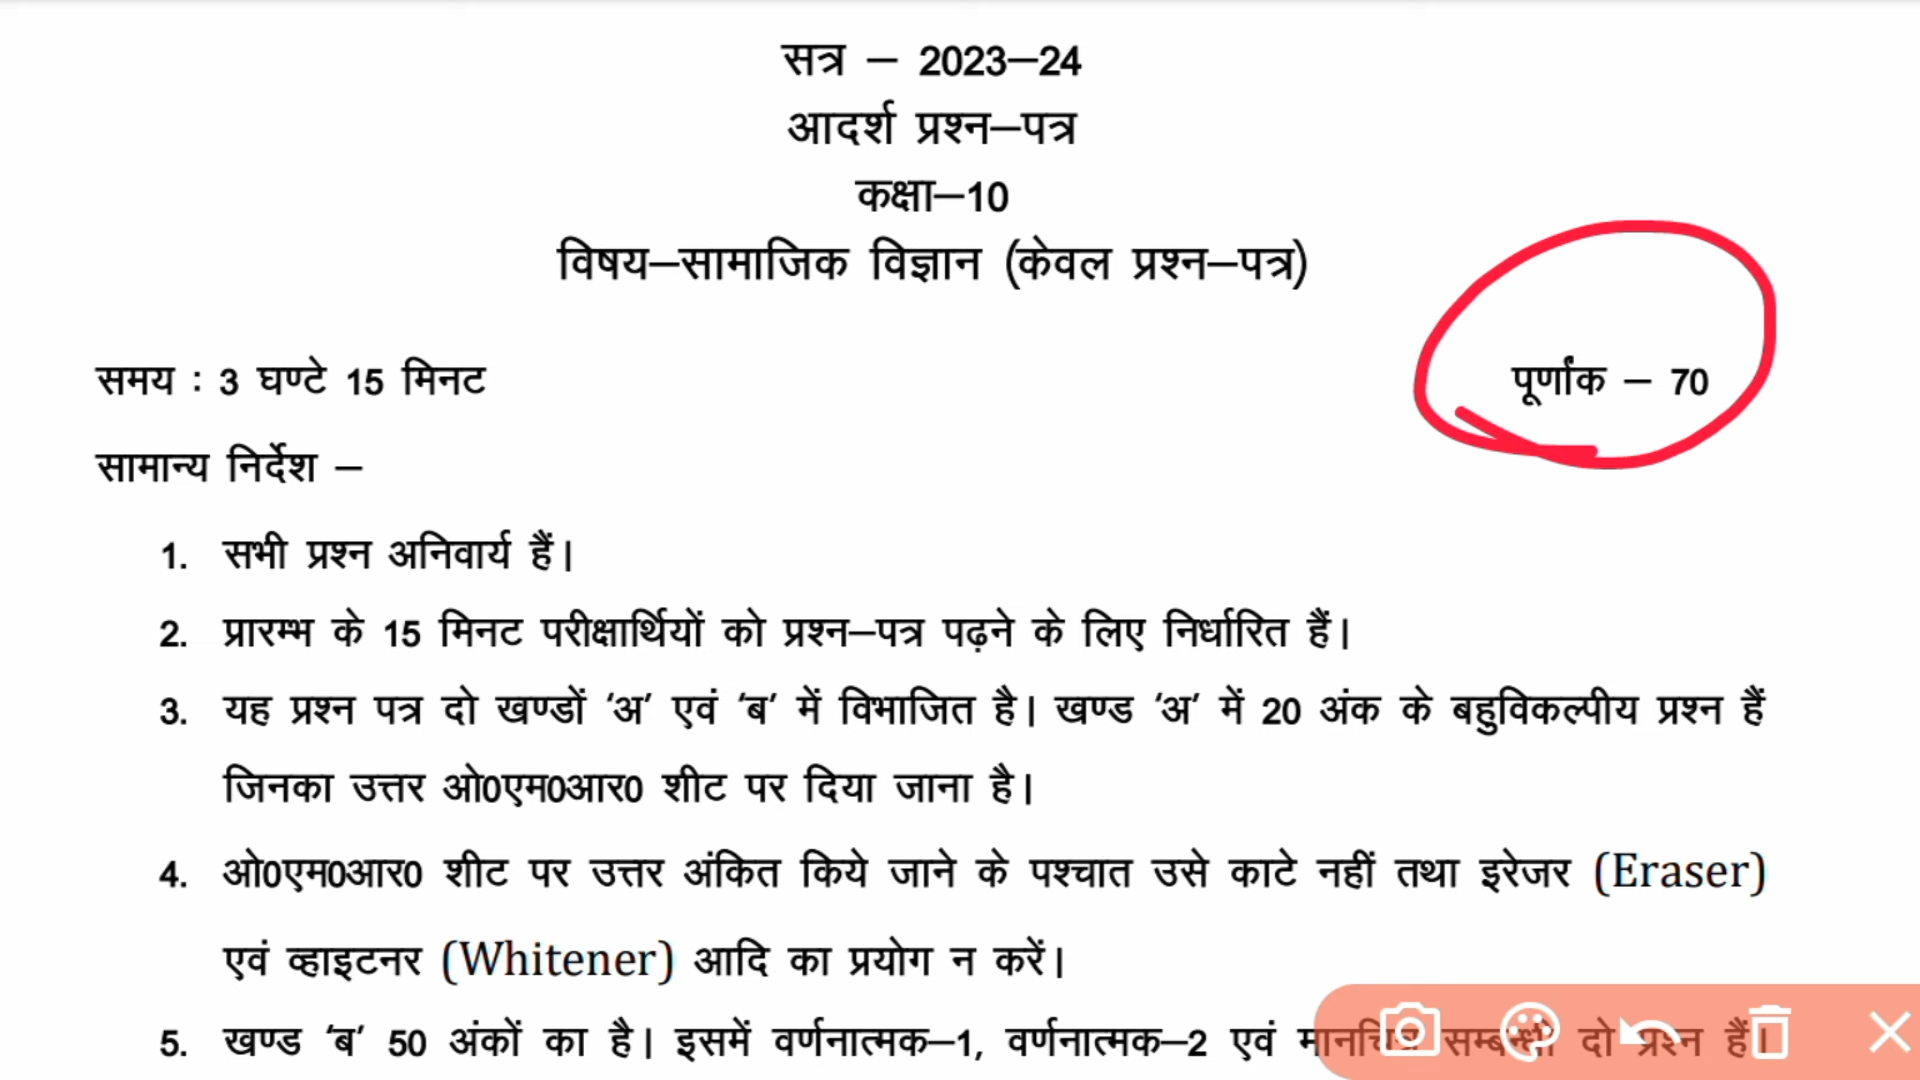 सत्र – 2023–24
आदर्श प्रश्न–पत्र
कक्षा–10
विषय–सामाजिक विज्ञान (केवल प्रश्न–पत्र)
समय : 3 घण्टे 15 मिनट पूर्णांक – 70
सामान्य निर्देश –
1. सभी प्रश्न अनिवार्य हैं।
2. प्रारम्भ के 15 मिनट परीक्षार्थियों को प्रश्न–पत्र पढ़ने के लिए निर्धारित हैं।
3. यह प्रश्न पत्र दो खण्डों ‘अ’ एवं ‘ब’ में विभाजित है। खण्ड ‘अ’ में 20 अंक के बहुविकल्पीय प्रश्न हैं
जिनका उत्तर ओ0एम0आर0 शीट पर दिया जाना है।
4. ओ0एम0आर0 शीट पर उत्तर अंकित किये जाने के पश्चात उसे काटे नहीं तथा इरेजर (Eraser)
एवं व्हाइटनर (Whitener) आदि का प्रयोग न करें।
5. खण्ड ‘ब’ 50 अंकों का है। इसमें वर्णनात्मक–1, वर्णनात्मक–2 एवं मानचित्र सम्बन्धी दो प्रश्न हैं।